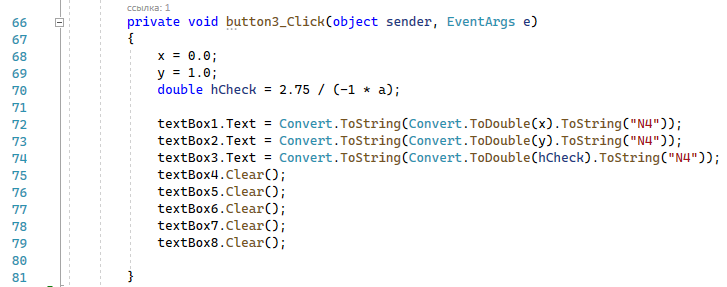 ссылка: 1
66 private void button3_Click(object sender, EventArgs e)
67 {
68 x = 0.0;
69 y = 1.0;
70 double hCheck = 2.75 / (-1 * a);
71
72 textBox1.Text = Convert.ToString(Convert.ToDouble(x).ToString("N4"));
73 textBox2.Text = Convert.ToString(Convert.ToDouble(y).ToString("N4"));
74 textBox3.Text = Convert.ToString(Convert.ToDouble(hCheck).ToString("N4"));
75 textBox4.Clear();
76 textBox5.Clear();
77 textBox6.Clear();
78 textBox7.Clear();
79 textBox8.Clear();
80
81 }